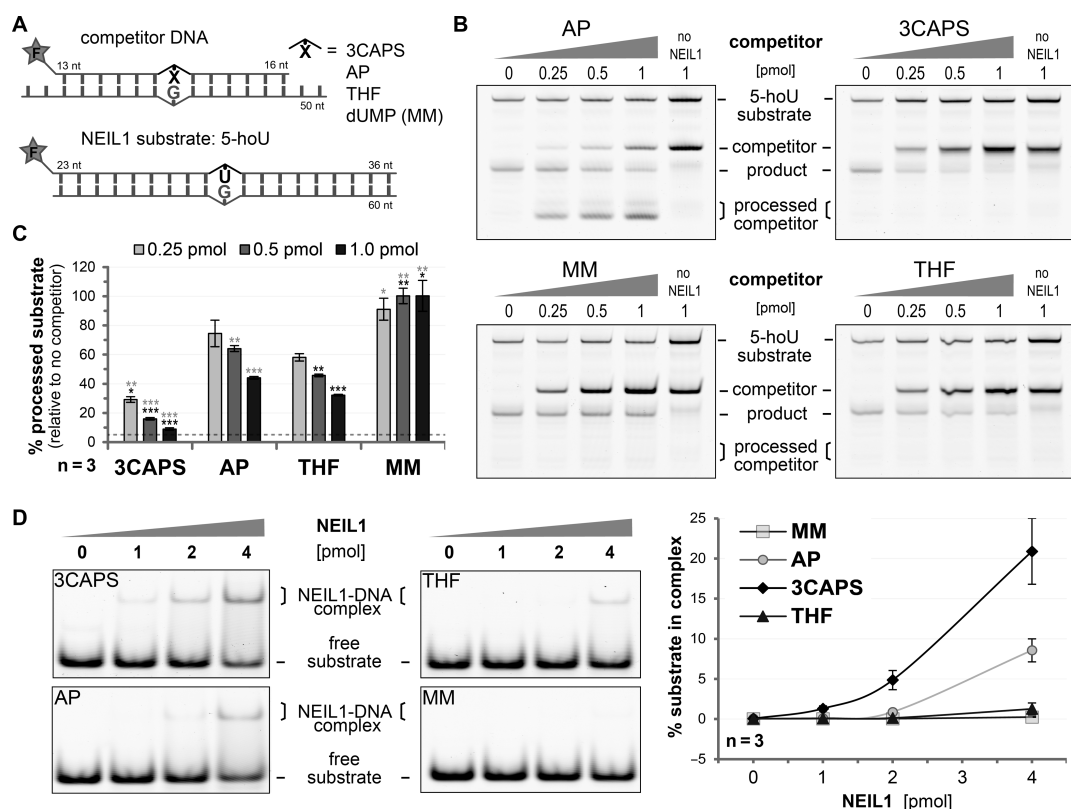 A
competitor DNA
F
13 nt
16 nt
X
G
50 nt
X = 3CAPS
AP
THF
dUMP (MM)
NEIL1 substrate: 5-hoU
F
23 nt
36 nt
U
G
60 nt
B
AP
competitor
3CAPS
no
NEIL1
no
NEIL1
0 0.25 0.5 1 1
[pmol]
0 0.25 0.5 1 1
5-hoU
substrate
competitor
product
processed
competitor
MM
competitor
THF
no
NEIL1
no
NEIL1
0 0.25 0.5 1 1
[pmol]
0 0.25 0.5 1 1
5-hoU
substrate
competitor
product
processed
competitor
C
0.25 pmol 0.5 pmol 1.0 pmol
% processed substrate
(relative to no competitor)
120
100
80
60
40
20
0
** * *** *** *** ***
** ***
** ***
* ** ** ** *
n = 3 3CAPS AP THF MM
D
NEIL1
0 1 2 4
[pmol]
0 1 2 4
3CAPS
THF
NEIL1-DNA
complex
free
substrate
AP
MM
NEIL1-DNA
complex
free
substrate
% substrate in complex
25
20
15
10
5
0
−5
MM
AP
3CAPS
THF
n = 3
0 1 2 3 4
NEIL1 [pmol]